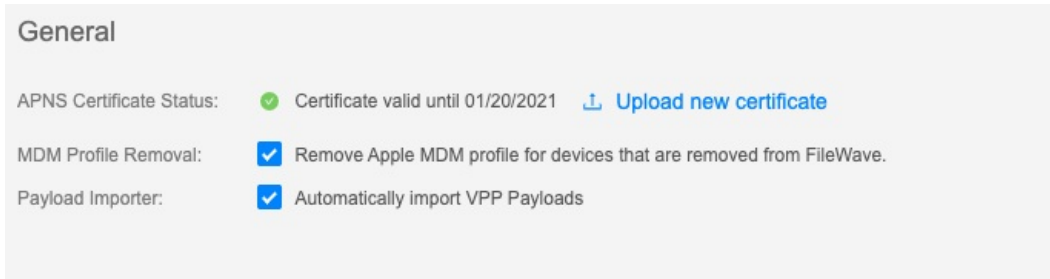 General
APNS Certificate Status: Certificate valid until 01/20/2021 Upload new certificate
MDM Profile Removal: Remove Apple MDM profile for devices that are removed from FileWave.
Payload Importer: Automatically import VPP Payloads